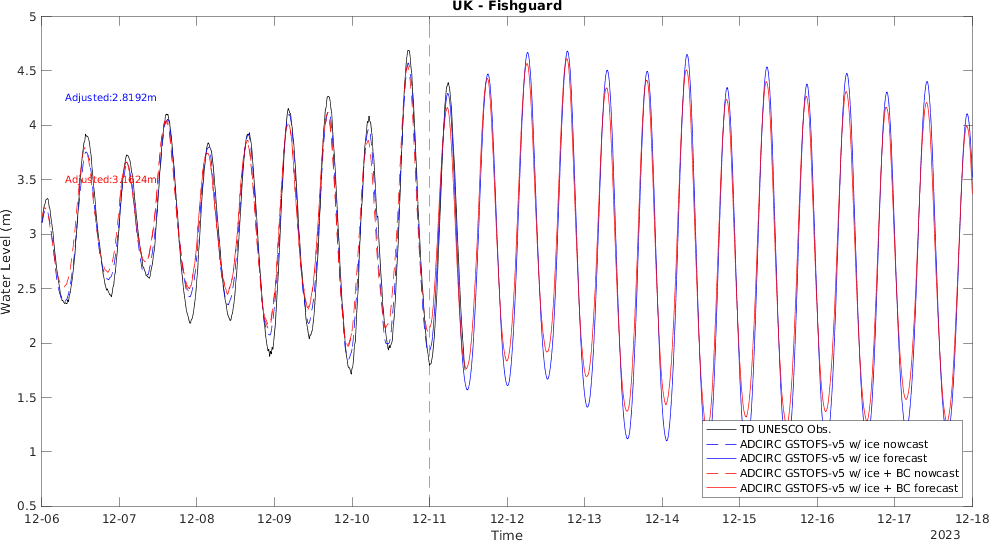 UK - Fishguard
5
4.5
4
3.5
3
2.5
2
1.5
1
0.5
Water Level (m)
Adjusted:2.8192m
Adjusted:3.1624m
TD UNESCO Obs.
ADCIRC GSTOFS-v5 w/ ice nowcast
ADCIRC GSTOFS-v5 w/ ice forecast
ADCIRC GSTOFS-v5 w/ ice + BC nowcast
ADCIRC GSTOFS-v5 w/ ice + BC forecast
12-06 12-07 12-08 12-09 12-10 12-11 12-12 12-13 12-14 12-15 12-16 12-17 12-18
Time
2023